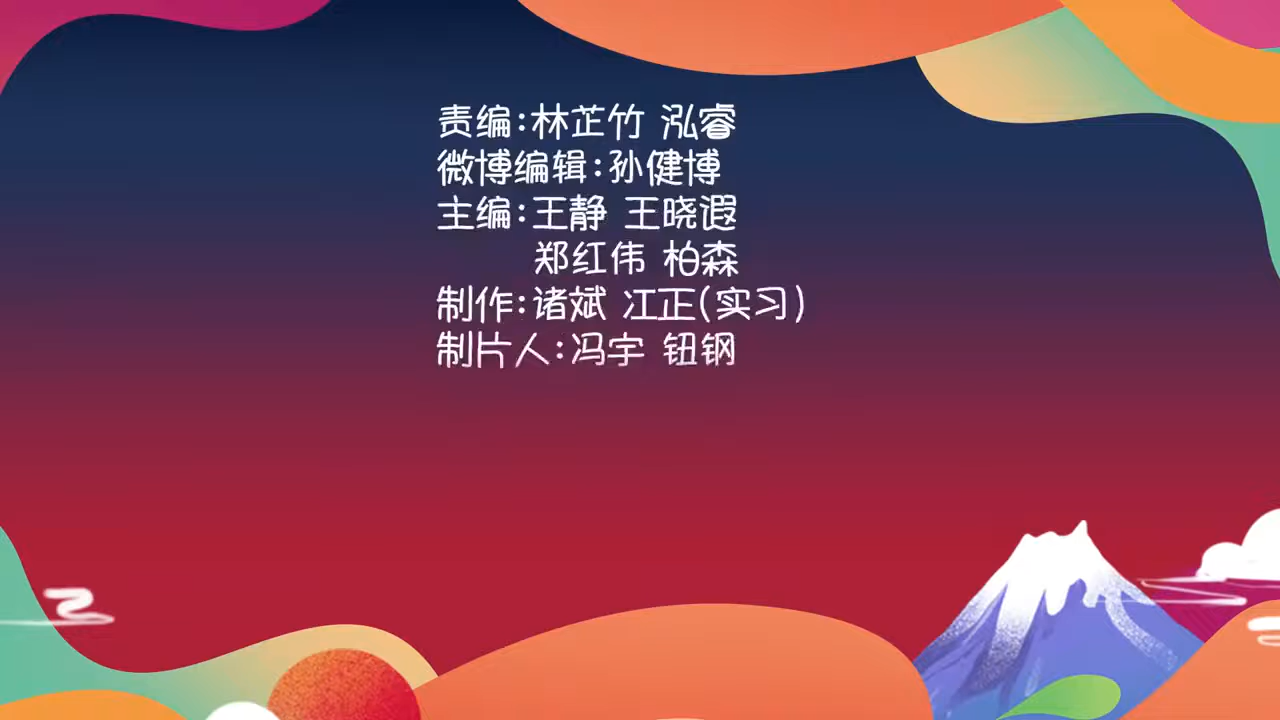 责编:林芷竹 泓睿
微博编辑:孙健博
主编:王静 王晓遐
郑红伟 柏森
制作:诸斌 冮正(实习)
制片人:冯宇 钮钢